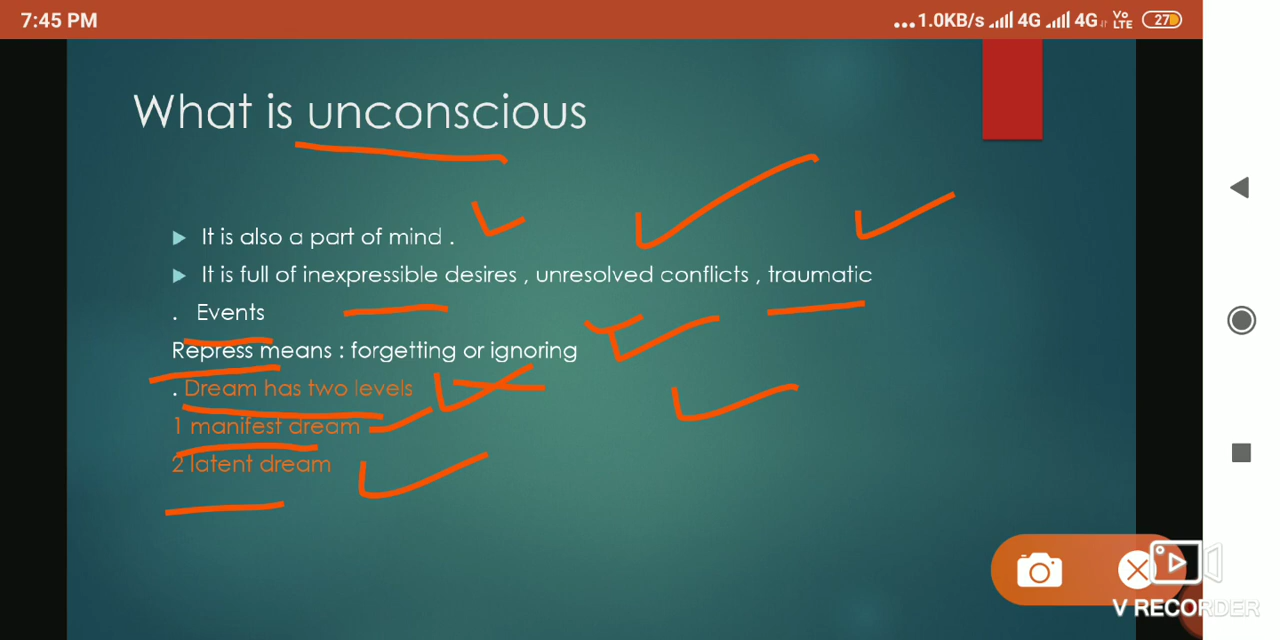 7:45 PM
...1.0KB/s 4G 4G Vo LTE 27
What is unconscious
It is also a part of mind .
It is full of inexpressible desires , unresolved conflicts , traumatic
. Events
Repress means : forgetting or ignoring
. Dream has two levels
1 manifest dream
2 latent dream
V RECORDER